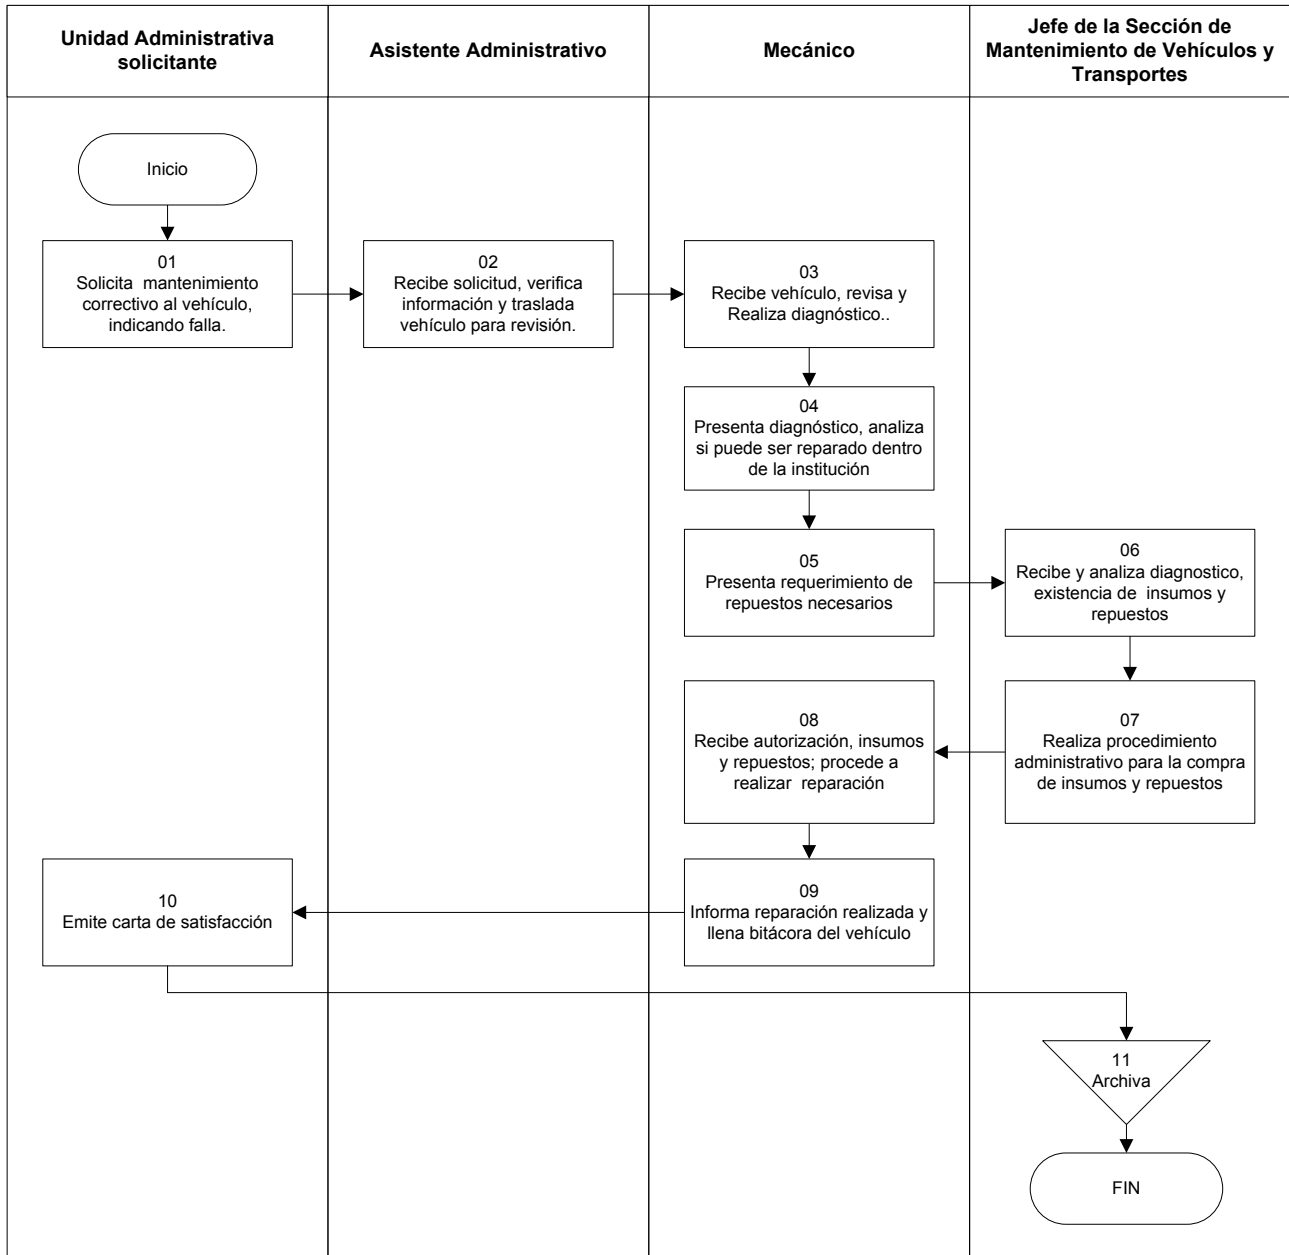 Unidad Administrativa
solicitante
Asistente Administrativo
Mecánico
Jefe de la Sección de
Mantenimiento de Vehículos y
Transportes
Inicio
01
Solicita mantenimiento
correctivo al vehículo,
indicando falla.
02
Recibe solicitud, verifica
información y traslada
vehículo para revisión.
03
Recibe vehículo, revisa y
Realiza diagnóstico..
04
Presenta diagnóstico, analiza
si puede ser reparado dentro
de la institución
05
Presenta requerimiento de
repuestos necesarios
06
Recibe y analiza diagnostico,
existencia de insumos y
repuestos
07
Realiza procedimiento
administrativo para la compra
de insumos y repuestos
08
Recibe autorización, insumos
y repuestos; procede a
realizar reparación
09
Informa reparación realizada y
llena bitácora del vehículo
10
Emite carta de satisfacción
11
Archiva
FIN